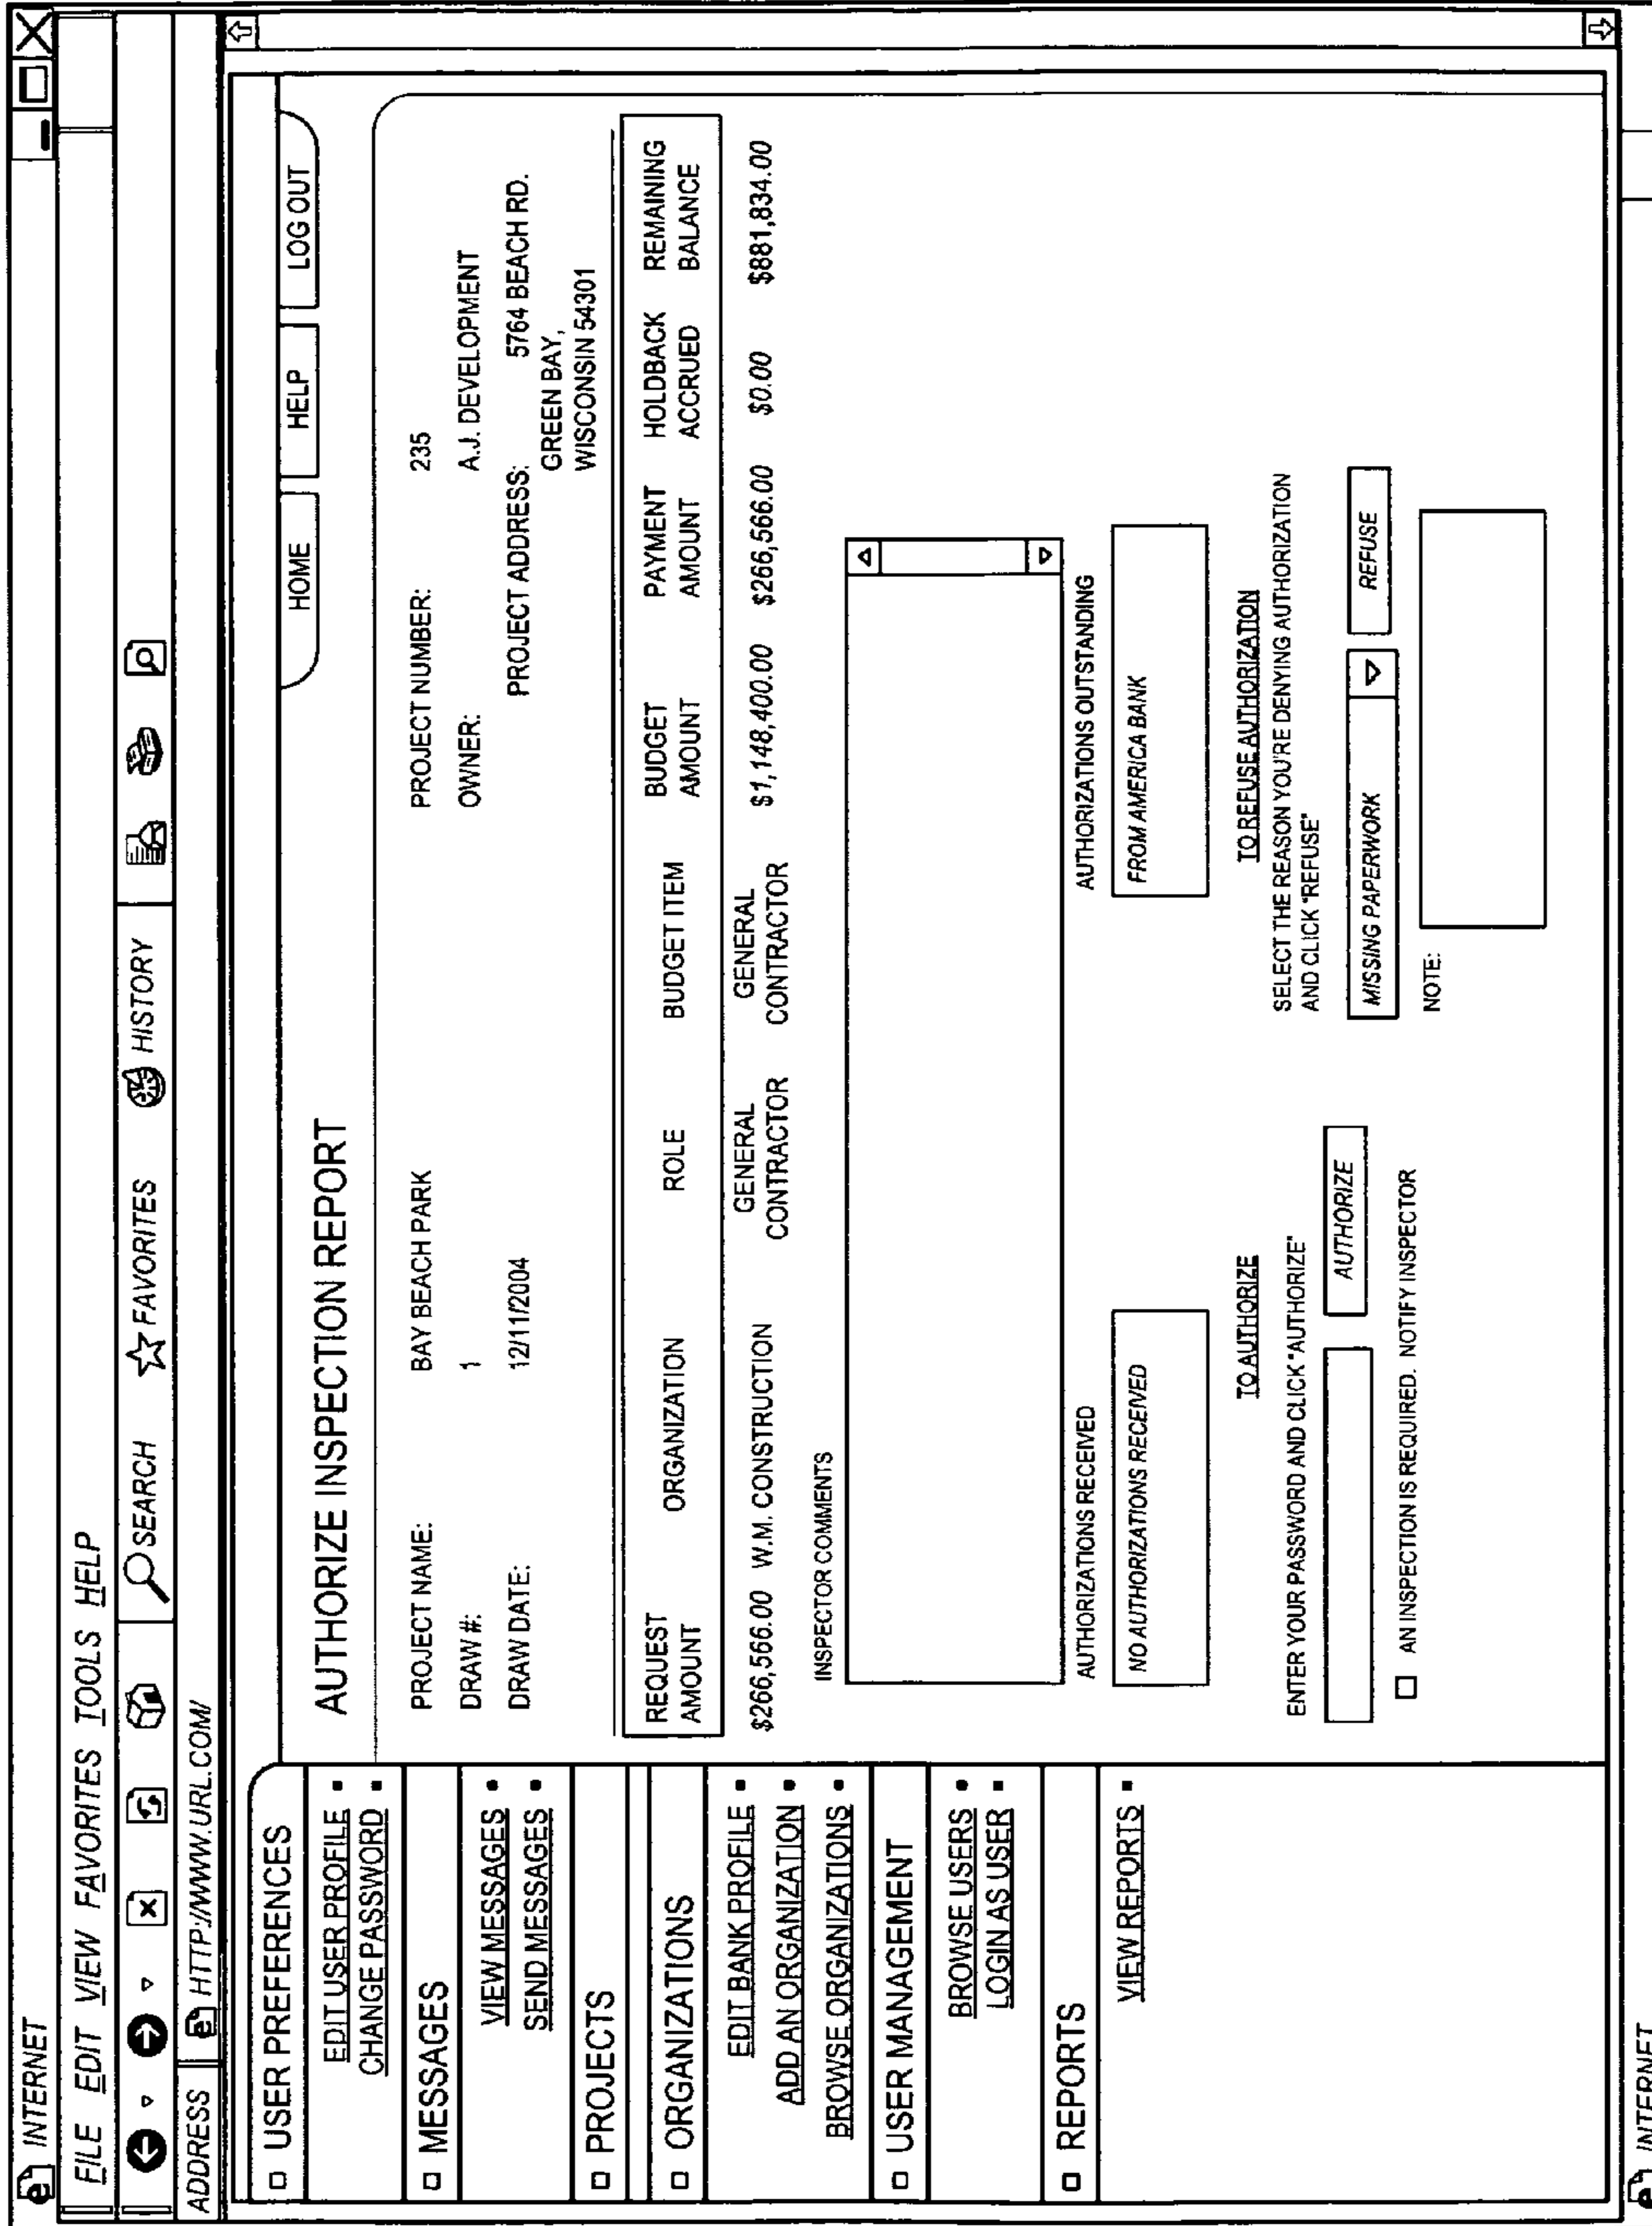 INTERNET
FILE EDIT VIEW FAVORITES TOOLS HELP
SEARCH FAVORITES HISTORY
ADDRESS HTTP://WWW.URL.COM/
USER PREFERENCES
EDIT USER PROFILE
CHANGE PASSWORD
MESSAGES
VIEW MESSAGES
SEND MESSAGES
PROJECTS
ORGANIZATIONS
EDIT BANK PROFILE
ADD AN ORGANIZATION
BROWSE ORGANIZATIONS
USER MANAGEMENT
BROWSE USERS
LOGIN AS USER
REPORTS
VIEW REPORTS
HOME HELP LOG OUT
AUTHORIZE INSPECTION REPORT
PROJECT NAME: BAY BEACH PARK PROJECT NUMBER: 235
DRAW #: 1 OWNER: A.J. DEVELOPMENT
DRAW DATE: 12/11/2004 PROJECT ADDRESS: 5764 BEACH RD.
GREEN BAY,
WISCONSIN 54301
REQUEST ORGANIZATION ROLE BUDGET ITEM BUDGET PAYMENT HOLDBACK REMAINING
AMOUNT AMOUNT AMOUNT ACCRUED BALANCE
$266,566.00 W.M. CONSTRUCTION GENERAL GENERAL $1,148,400.00 $266,566.00 $0.00 $881,834.00
CONTRACTOR CONTRACTOR
INSPECTOR COMMENTS
AUTHORIZATIONS RECEIVED AUTHORIZATIONS OUTSTANDING
NO AUTHORIZATIONS RECEIVED FROM AMERICA BANK
TO AUTHORIZE
ENTER YOUR PASSWORD AND CLICK "AUTHORIZE"
AUTHORIZE
AN INSPECTION IS REQUIRED. NOTIFY INSPECTOR
TO REFUSE AUTHORIZATION
SELECT THE REASON YOU'RE DENYING AUTHORIZATION
AND CLICK "REFUSE"
MISSING PAPERWORK REFUSE
NOTE:
INTERNET